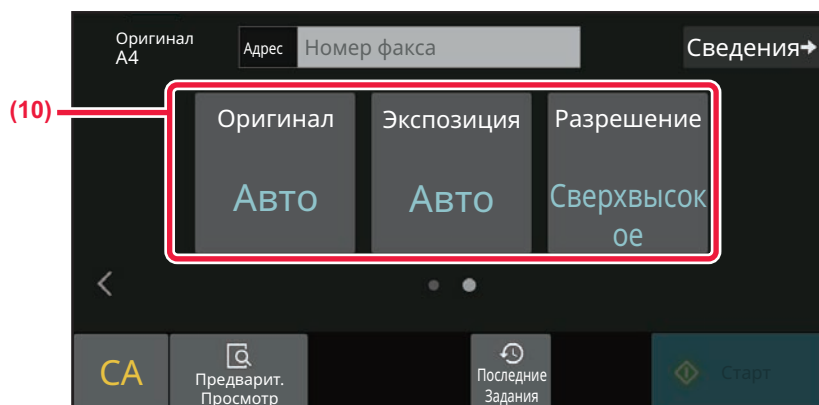 Оригинал
A4
Адрес
Номер факса
Сведения
(10)
Оригинал
Экспозиция
Разрешение
Авто
Авто
Сверхвысок
ое
CA
Предварит.
Просмотр
Последние
Задания
Старт